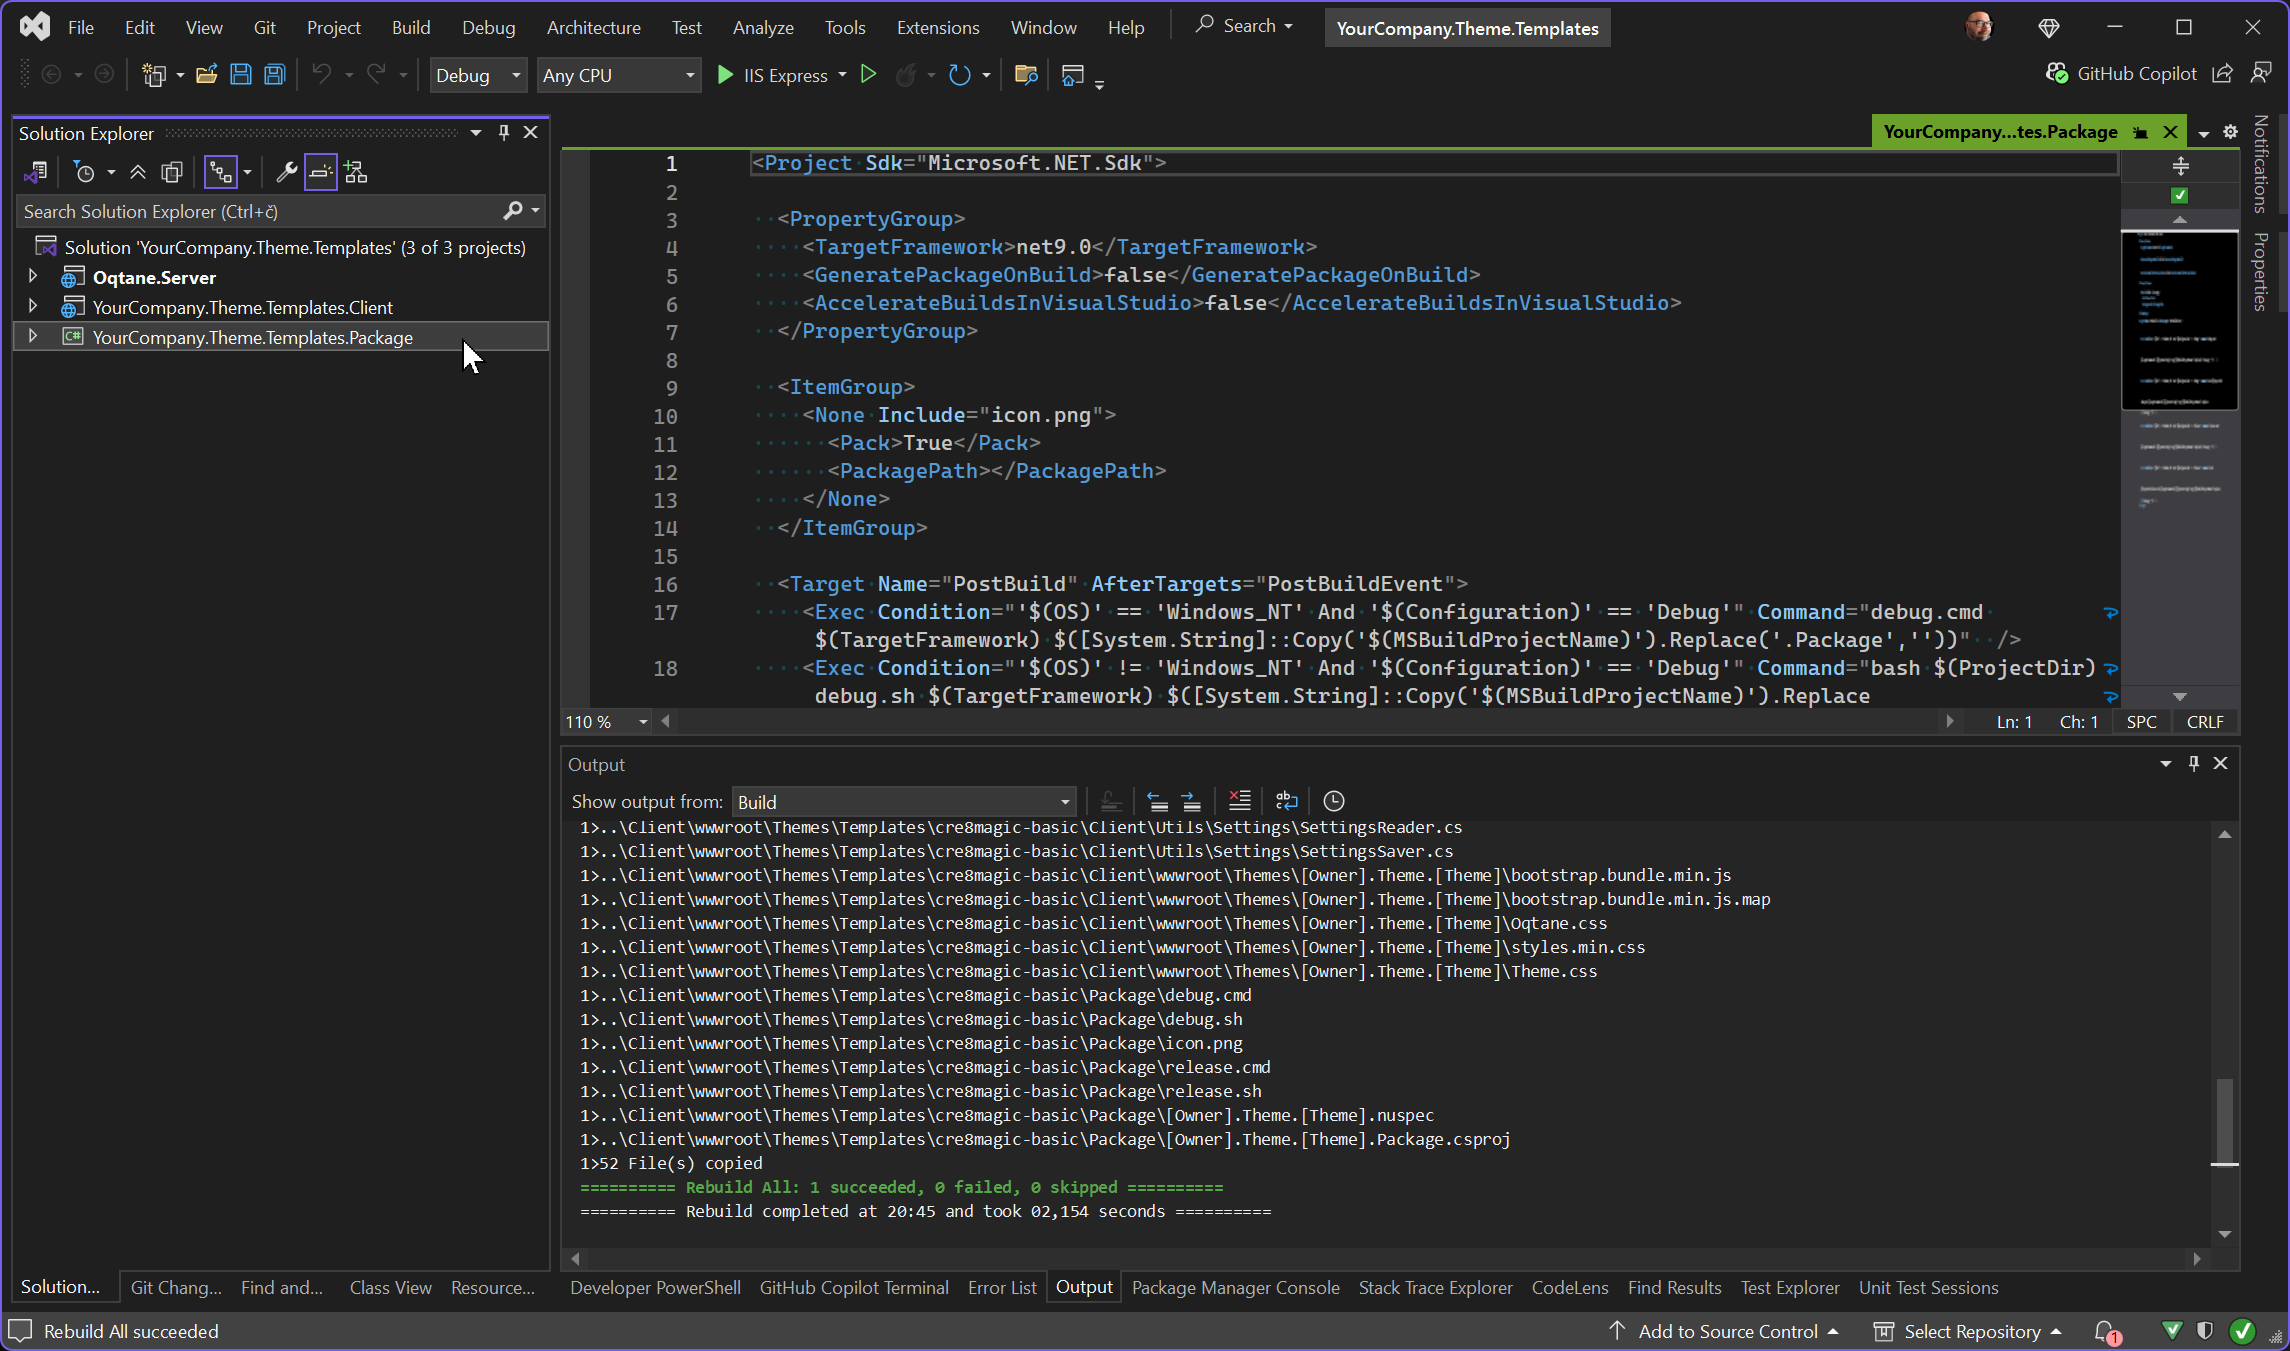 File Edit View Git Project Build Debug Architecture Test Analyze Tools Extensions Window Help Search YourCompany.Theme.Templates
Debug Any CPU IIS Express GitHub Copilot
Solution Explorer
Search Solution Explorer (Ctrl+č)
Solution 'YourCompany.Theme.Templates' (3 of 3 projects)
Oqtane.Server
YourCompany.Theme.Templates.Client
C# YourCompany.Theme.Templates.Package
YourCompany...tes.Package
Notifications
Properties
1 <Project Sdk="Microsoft.NET.Sdk">
2
3 <PropertyGroup>
4 <TargetFramework>net9.0</TargetFramework>
5 <GeneratePackageOnBuild>false</GeneratePackageOnBuild>
6 <AccelerateBuildsInVisualStudio>false</AccelerateBuildsInVisualStudio>
7 </PropertyGroup>
8
9 <ItemGroup>
10 <None Include="icon.png">
11 <Pack>True</Pack>
12 <PackagePath></PackagePath>
13 </None>
14 </ItemGroup>
15
16 <Target Name="PostBuild" AfterTargets="PostBuildEvent">
17 <Exec Condition="'$(OS)' == 'Windows_NT' And '$(Configuration)' == 'Debug'" Command="debug.cmd
$(TargetFramework) $([System.String]::Copy('$(MSBuildProjectName)').Replace('.Package',''))" />
18 <Exec Condition="'$(OS)' != 'Windows_NT' And '$(Configuration)' == 'Debug'" Command="bash $(ProjectDir)
debug.sh $(TargetFramework) $([System.String]::Copy('$(MSBuildProjectName)').Replace
110 % Ln: 1 Ch: 1 SPC CRLF
Output
Show output from: Build
1>..\Client\wwwroot\Themes\Templates\cre8magic-basic\Client\Utils\Settings\SettingsReader.cs
1>..\Client\wwwroot\Themes\Templates\cre8magic-basic\Client\Utils\Settings\SettingsSaver.cs
1>..\Client\wwwroot\Themes\Templates\cre8magic-basic\Client\wwwroot\Themes\[Owner].Theme.[Theme]\bootstrap.bundle.min.js
1>..\Client\wwwroot\Themes\Templates\cre8magic-basic\Client\wwwroot\Themes\[Owner].Theme.[Theme]\bootstrap.bundle.min.js.map
1>..\Client\wwwroot\Themes\Templates\cre8magic-basic\Client\wwwroot\Themes\[Owner].Theme.[Theme]\Oqtane.css
1>..\Client\wwwroot\Themes\Templates\cre8magic-basic\Client\wwwroot\Themes\[Owner].Theme.[Theme]\styles.min.css
1>..\Client\wwwroot\Themes\Templates\cre8magic-basic\Client\wwwroot\Themes\[Owner].Theme.[Theme]\Theme.css
1>..\Client\wwwroot\Themes\Templates\cre8magic-basic\Package\debug.cmd
1>..\Client\wwwroot\Themes\Templates\cre8magic-basic\Package\debug.sh
1>..\Client\wwwroot\Themes\Templates\cre8magic-basic\Package\icon.png
1>..\Client\wwwroot\Themes\Templates\cre8magic-basic\Package\release.cmd
1>..\Client\wwwroot\Themes\Templates\cre8magic-basic\Package\release.sh
1>..\Client\wwwroot\Themes\Templates\cre8magic-basic\Package\[Owner].Theme.[Theme].nuspec
1>..\Client\wwwroot\Themes\Templates\cre8magic-basic\Package\[Owner].Theme.[Theme].Package.csproj
1>52 File(s) copied
========== Rebuild All: 1 succeeded, 0 failed, 0 skipped ==========
========== Rebuild completed at 20:45 and took 02,154 seconds ==========
Solution... Git Chang... Find and... Class View Resource... Developer PowerShell GitHub Copilot Terminal Error List Output Package Manager Console Stack Trace Explorer CodeLens Find Results Test Explorer Unit Test Sessions
Rebuild All succeeded Add to Source Control Select Repository 1